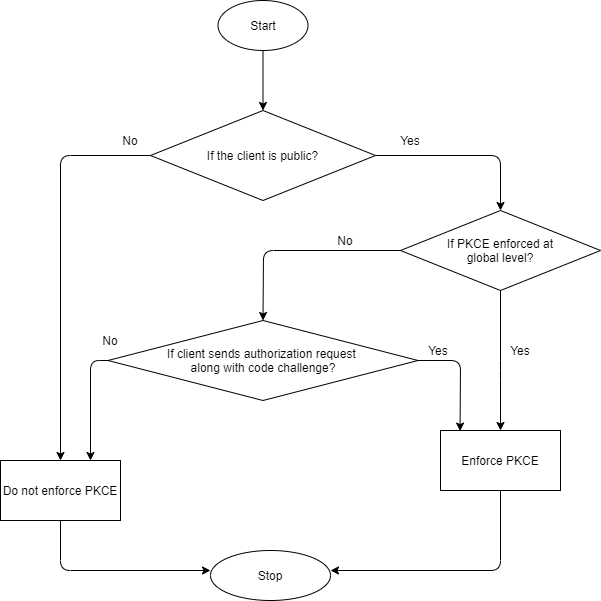 Start
No
Yes
If the client is public?
If PKCE enforced at
global level?
No
No
If client sends authorization request
along with code challenge?
Yes
Yes
Enforce PKCE
Do not enforce PKCE
Stop